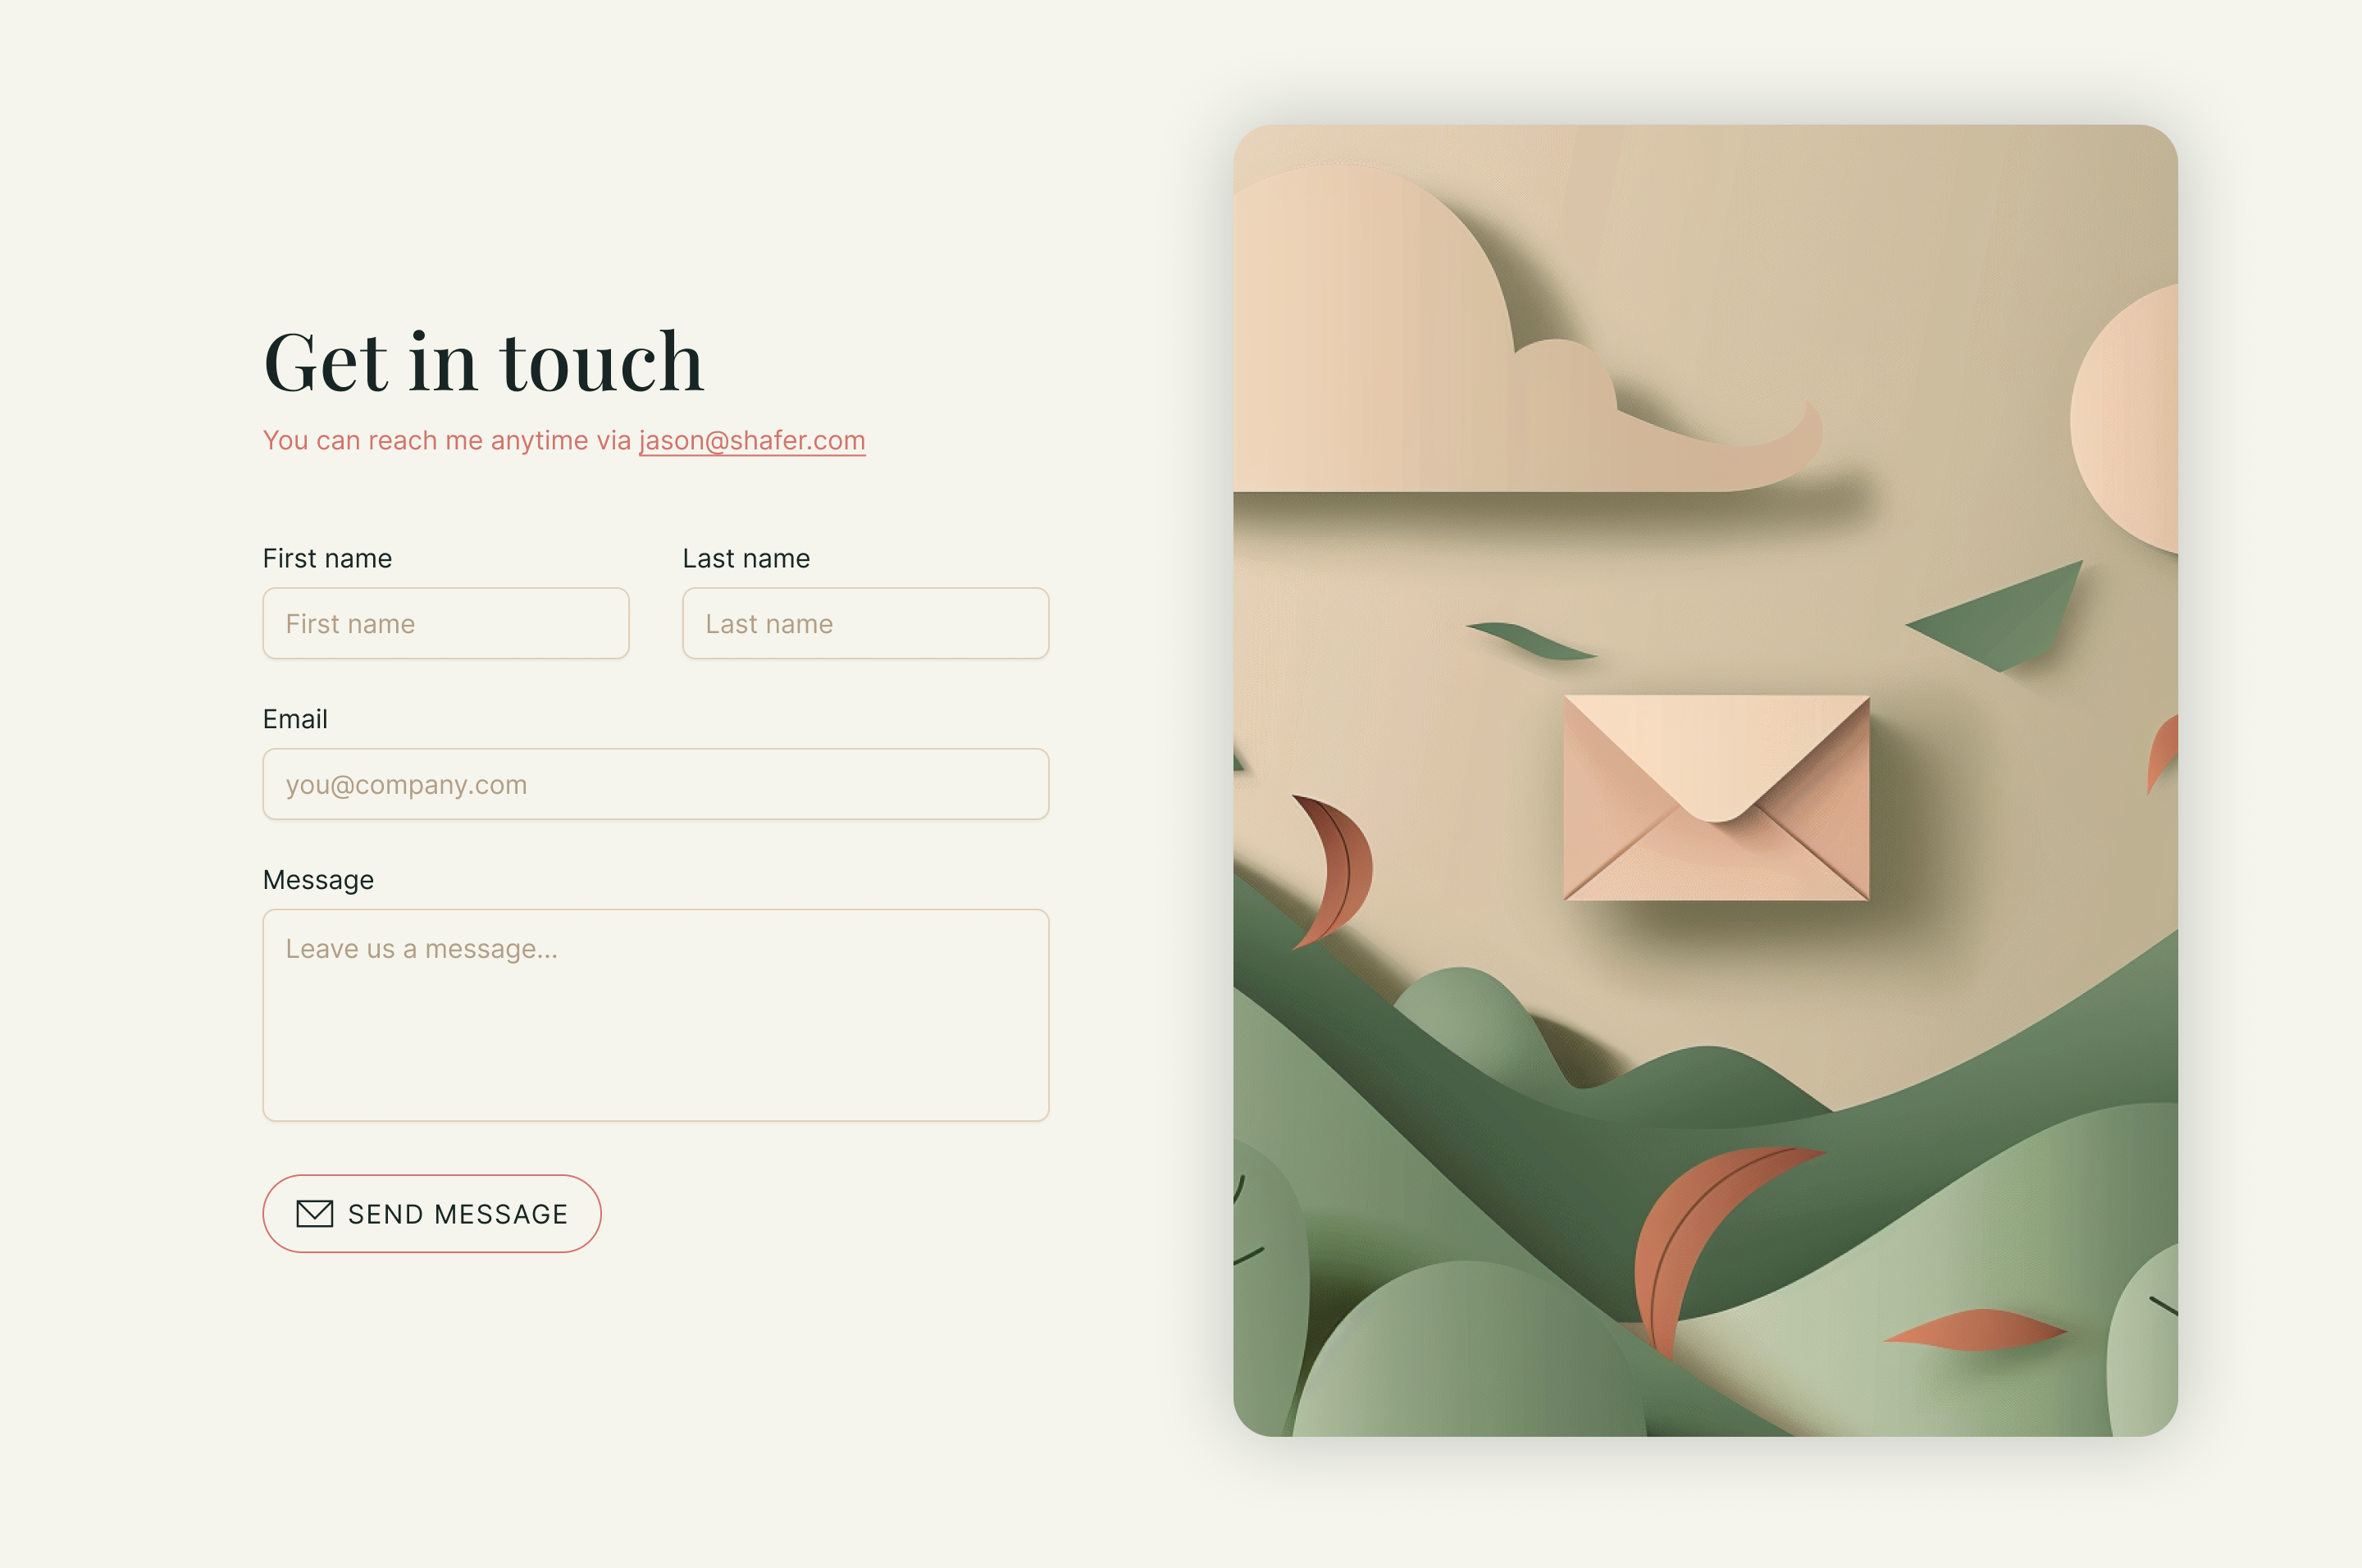 Get in touch
You can reach me anytime via jason@shafer.com
First name
Last name
First name
Last name
Email
you@company.com
Message
Leave us a message...
SEND MESSAGE